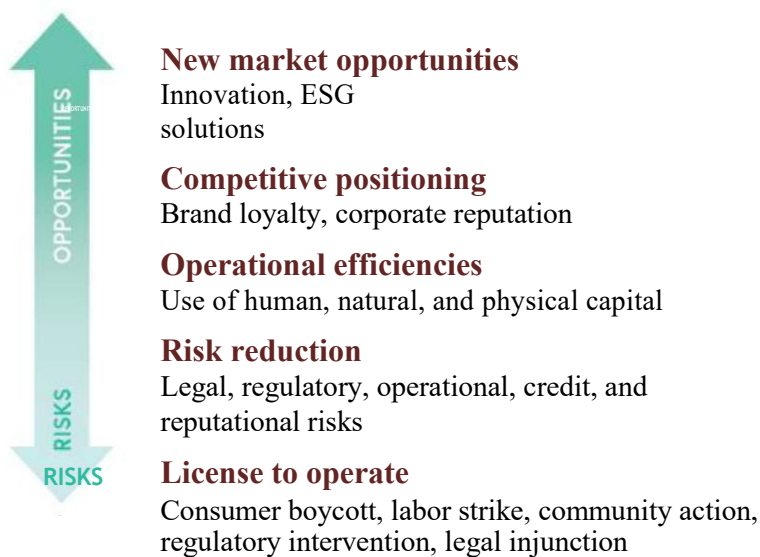 New market opportunities
Innovation, ESG
solutions
OPPORTUNITIES
Competitive positioning
Brand loyalty, corporate reputation
Operational efficiencies
Use of human, natural, and physical capital
Risk reduction
Legal, regulatory, operational, credit, and
reputational risks
RISKS
RISKS
License to operate
Consumer boycott, labor strike, community action,
regulatory intervention, legal injunction